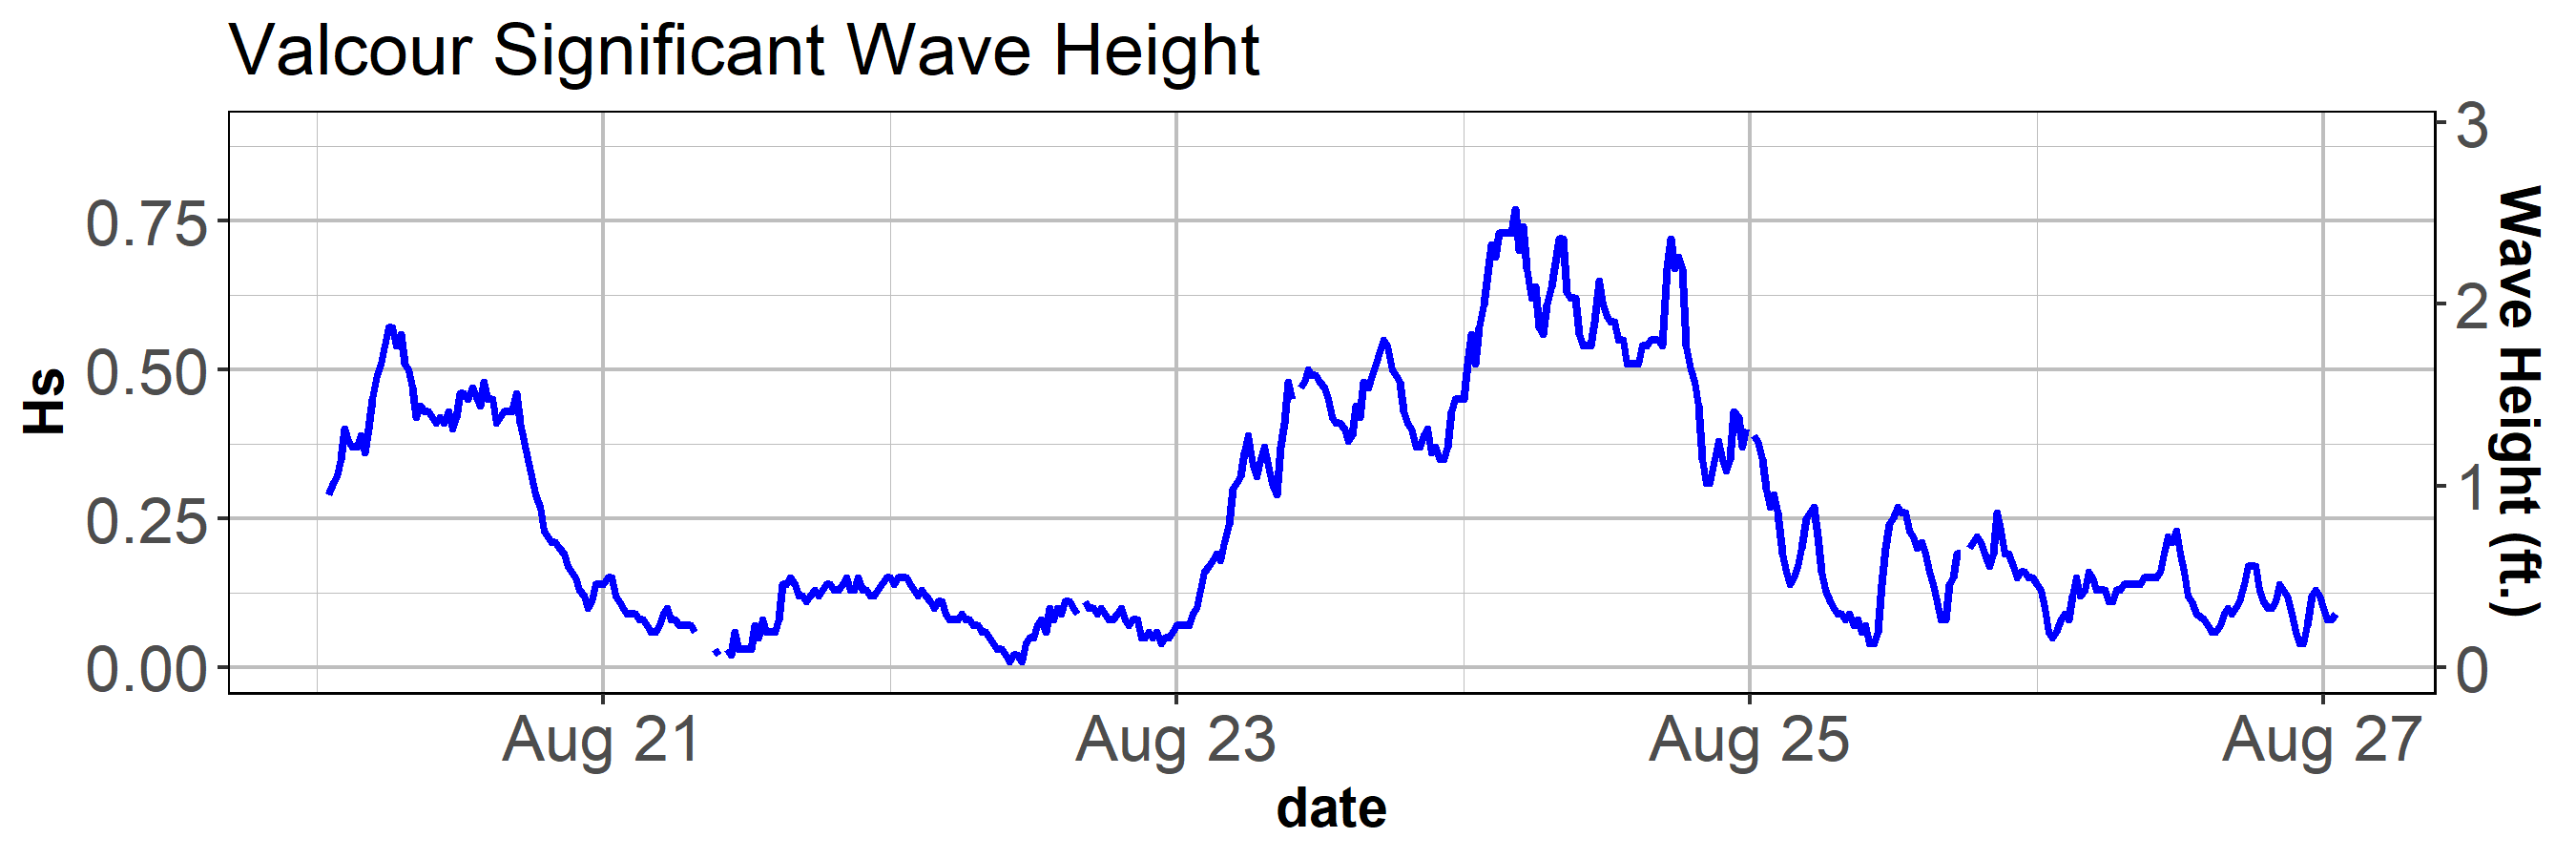 Valcour Significant Wave Height
Hs
0.75
0.50
0.25
0.00
3
2
1
0
Wave Height (ft.)
Aug 21
Aug 23
Aug 25
Aug 27
date